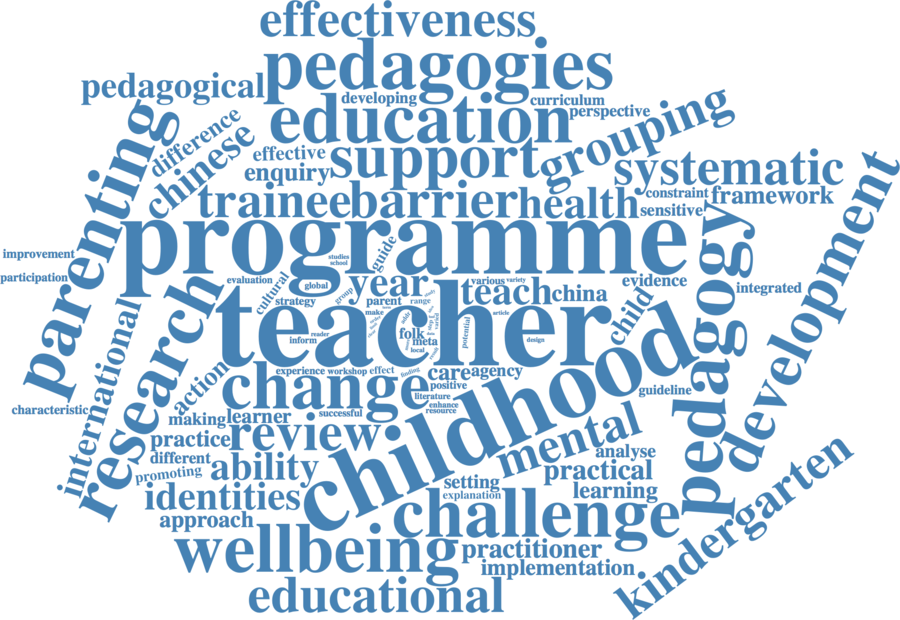 effectiveness
pedagogies
pedagogical
developing
curriculum
perspective
education
grouping
difference
chinese
effective
enquiry
support
systematic
parenting
trainee
barrier
health
constraint
framework
sensitive
programme
pedagogy
development
improvement
participation
studies
school
guide
evaluation
cultural
global
strategy
group
year
parent
make
range
various
variety
teach
china
evidence
integrated
article
child
international
research
teacher
inform
reader
folk
meta
local
potential
design
experience
workshop
effect
finding
care
agency
positive
action
change
literature
enhance
resource
childhood
guideline
characteristic
making
learner
successful
practice
review
different
promoting
ability
mental
analyse
setting
practical
explanation
learning
identities
approach
challenge
kindergarten
wellbeing
practitioner
implementation
educational